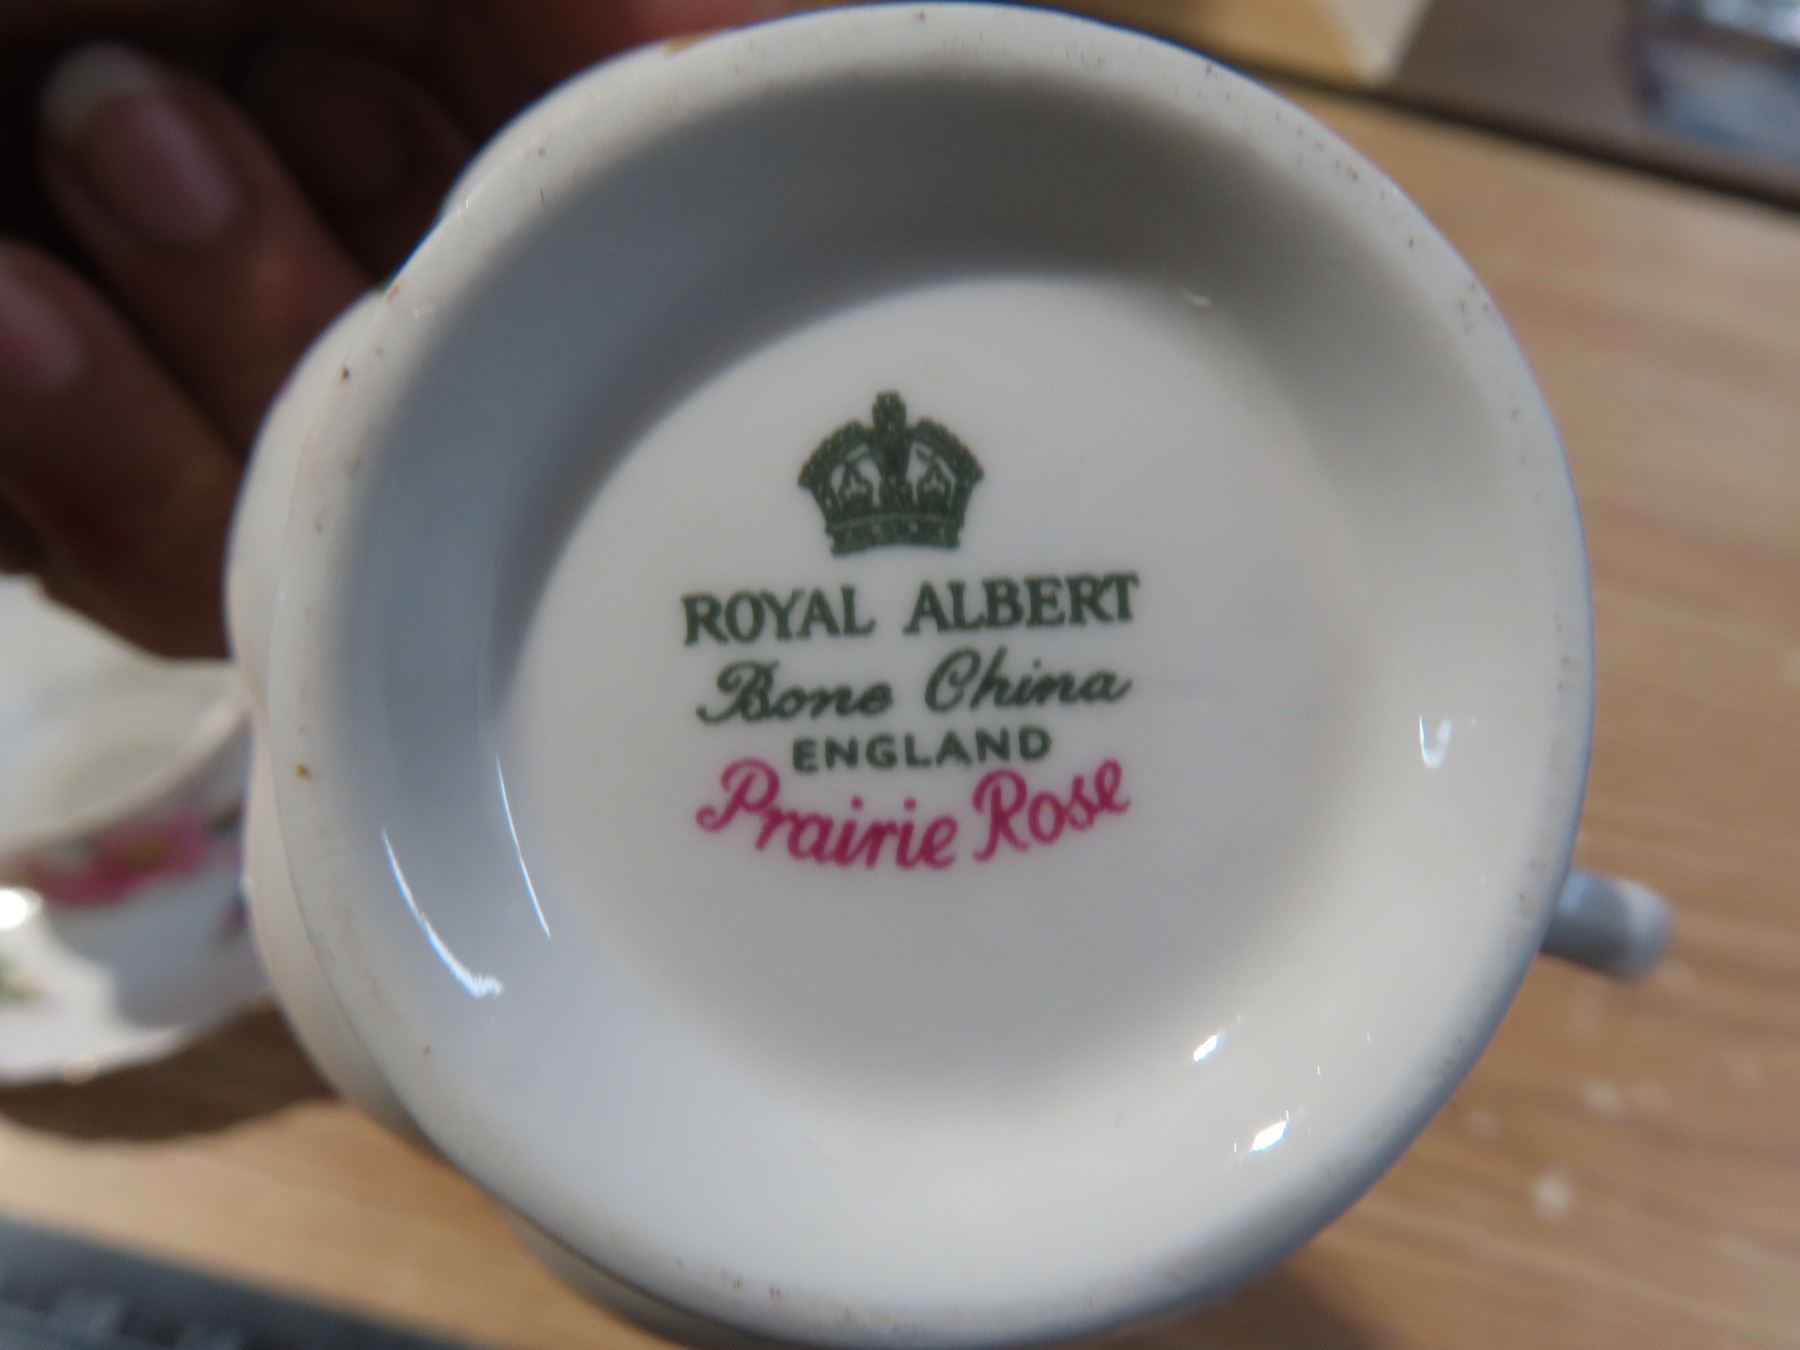 ROYAL ALBERT
Bone China
ENGLAND
Prairie Rose